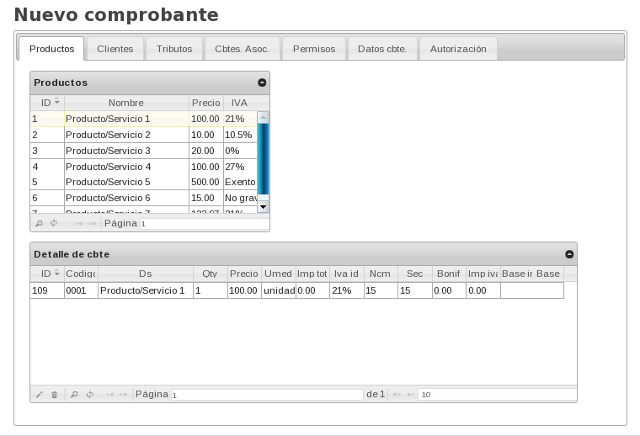 Nuevo comprobante
Productos Clientes Tributos Cbtes. Asoc. Permisos Datos cbte. Autorización
Productos
ID Nombre Precio IVA
1 Producto/Servicio 1 100.00 21%
2 Producto/Servicio 2 10.00 10.5%
3 Producto/Servicio 3 20.00 0%
4 Producto/Servicio 4 100.00 27%
5 Producto/Servicio 5 500.00 Exento
6 Producto/Servicio 6 15.00 No grav
Página 1
Detalle de cbte
ID Codigo Ds Qty Precio Umed Imp tot Iva id Ncm Sec Bonif Imp iva Base ir Base
109 0001 Producto/Servicio 1 1 100.00 unidad 0.00 21% 15 15 0.00 0.00
Página 1 de 1 10